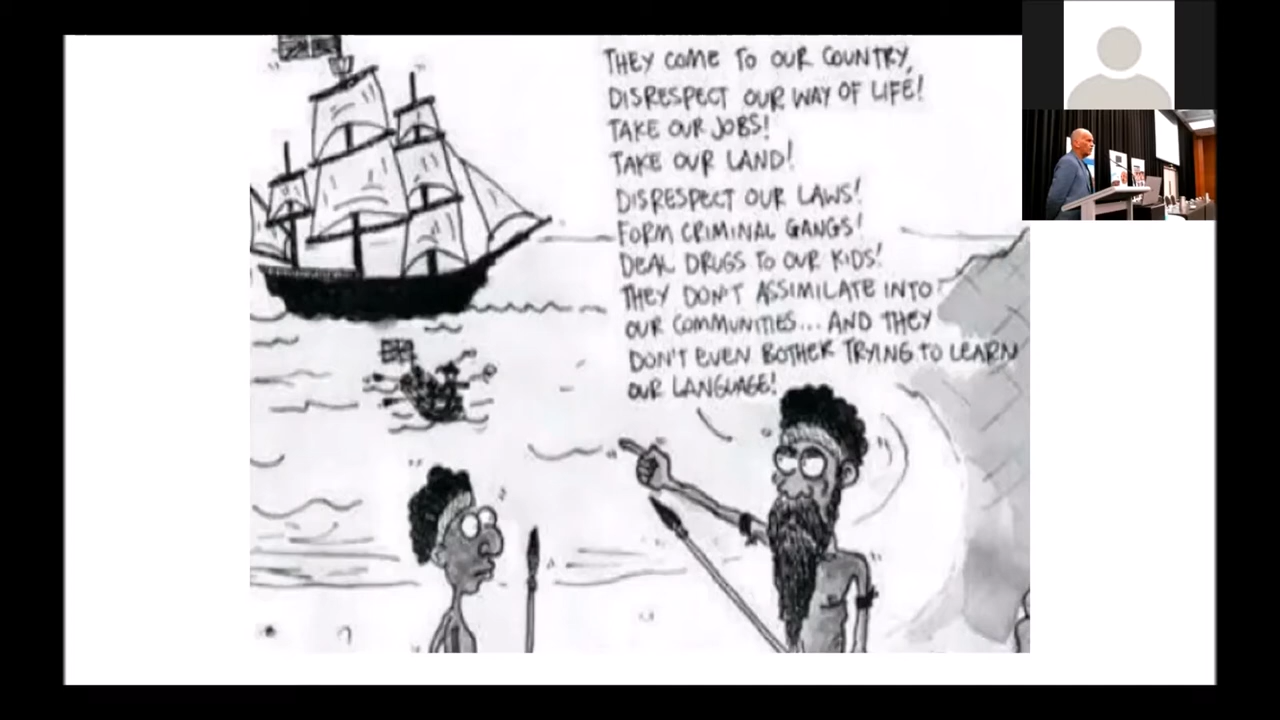 THEY COME TO OUR COUNTRY,
DISRESPECT OUR WAY OF LIFE!
TAKE OUR JOBS!
TAKE OUR LAND!
DISRESPECT OUR LAWS!
FORM CRIMINAL GANGS!
DEAL DRUGS TO OUR KIDS!
THEY DON'T ASSIMILATE INTO
OUR COMMUNITIES... AND THEY
DON'T EVEN BOTHER TRYING TO LEARN
OUR LANGUAGE!